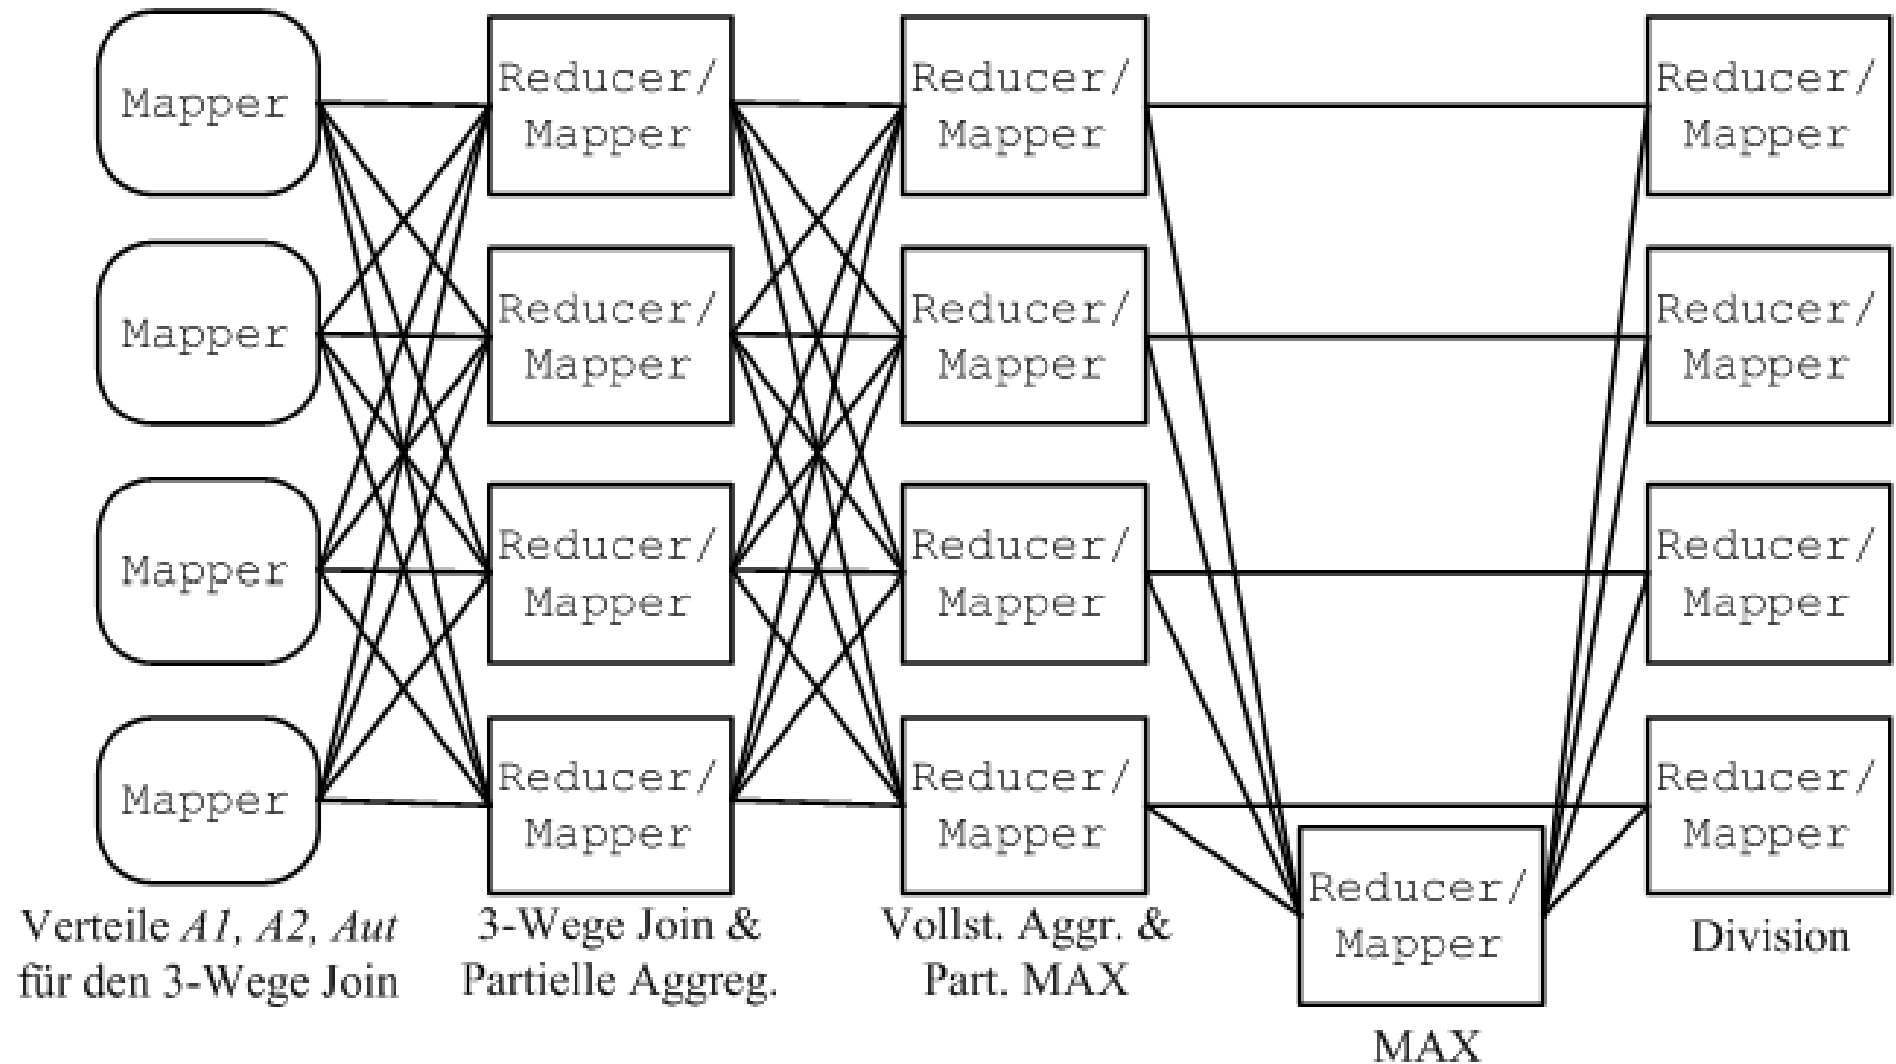 Mapper
Reducer/
Mapper
Reducer/
Mapper
Reducer/
Mapper
Mapper
Reducer/
Mapper
Reducer/
Mapper
Reducer/
Mapper
Mapper
Reducer/
Mapper
Reducer/
Mapper
Reducer/
Mapper
Mapper
Reducer/
Mapper
Reducer/
Mapper
Reducer/
Mapper
Reducer/
Mapper
Verteile A1, A2, Aut
für den 3-Wege Join
3-Wege Join &
Partielle Aggreg.
Vollst. Aggr. &
Part. MAX
MAX
Division